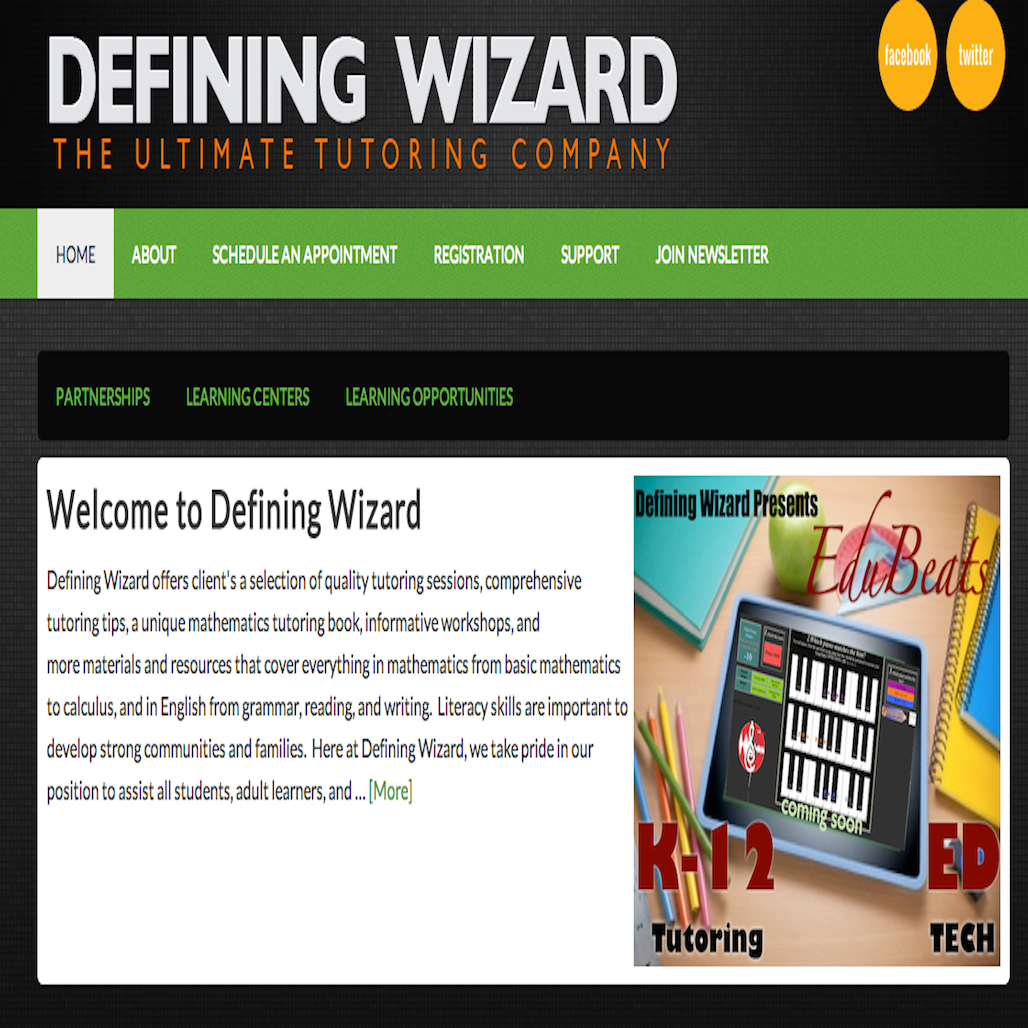 DEFINING WIZARD
THE ULTIMATE TUTORING COMPANY
facebook
twitter
HOME ABOUT SCHEDULE AN APPOINTMENT REGISTRATION SUPPORT JOIN NEWSLETTER
PARTNERSHIPS LEARNING CENTERS LEARNING OPPORTUNITIES
Welcome to Defining Wizard
Defining Wizard offers client's a selection of quality tutoring sessions, comprehensive
tutoring tips, a unique mathematics tutoring book, informative workshops, and
more materials and resources that cover everything in mathematics from basic mathematics
to calculus, and in English from grammar, reading, and writing. Literacy skills are important to
develop strong communities and families. Here at Defining Wizard, we take pride in our
position to assist all students, adult learners, and ... [More]
Defining Wizard Presents
EduBeats
coming soon
K-12 ED
Tutoring TECH